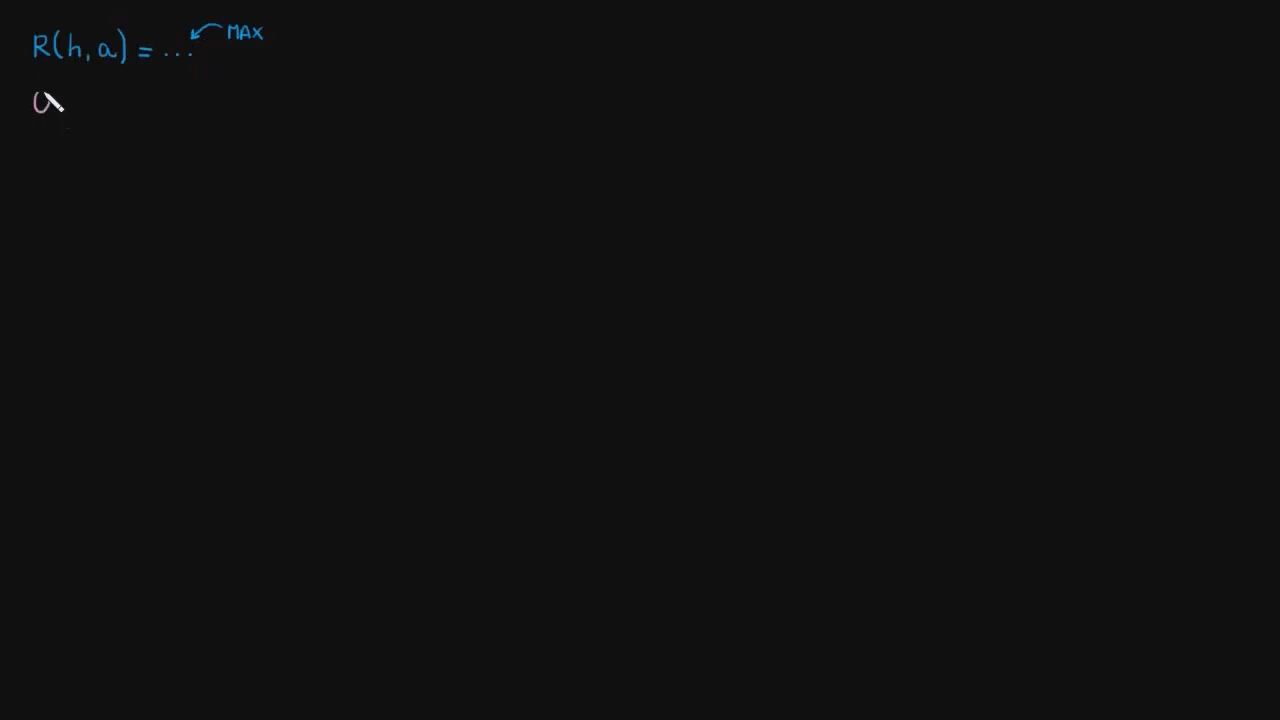 R(h, a) = ... MAX